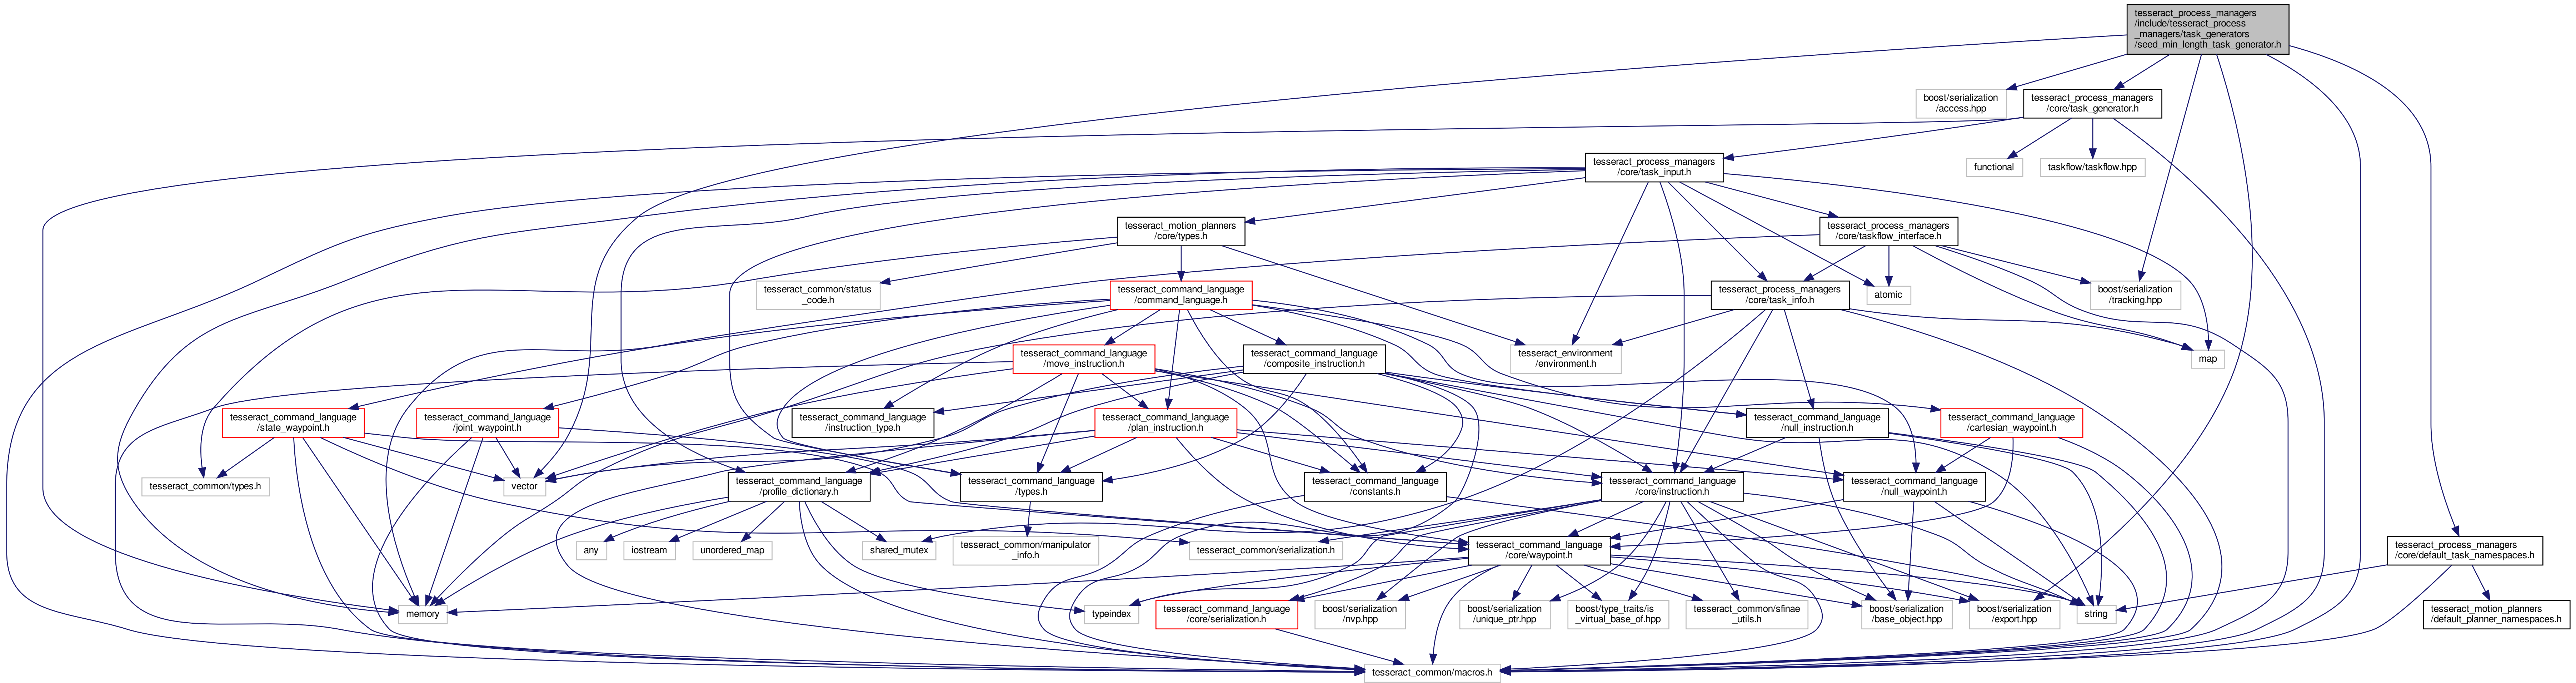 tesseract_process_managers
/include/tesseract_process
_managers/task_generators
/seed_min_length_task_generator.h
boost/serialization
/access.hpp
tesseract_process_managers
/core/task_generator.h
tesseract_process_managers
/core/task_input.h
functional
taskflow/taskflow.hpp
tesseract_motion_planners
/core/types.h
tesseract_process_managers
/core/taskflow_interface.h
tesseract_common/status
_code.h
tesseract_command_language
/command_language.h
tesseract_process_managers
/core/task_info.h
atomic
boost/serialization
/tracking.hpp
tesseract_command_language
/move_instruction.h
tesseract_command_language
/composite_instruction.h
tesseract_environment
/environment.h
map
tesseract_command_language
/state_waypoint.h
tesseract_command_language
/joint_waypoint.h
tesseract_command_language
/instruction_type.h
tesseract_command_language
/plan_instruction.h
tesseract_command_language
/null_instruction.h
tesseract_command_language
/cartesian_waypoint.h
tesseract_common/types.h
vector
tesseract_command_language
/profile_dictionary.h
tesseract_command_language
/types.h
tesseract_command_language
/constants.h
tesseract_command_language
/core/instruction.h
tesseract_command_language
/null_waypoint.h
any
iostream
unordered_map
shared_mutex
tesseract_common/manipulator
_info.h
tesseract_common/serialization.h
tesseract_command_language
/core/waypoint.h
tesseract_process_managers
/core/default_task_namespaces.h
memory
typeindex
tesseract_command_language
/core/serialization.h
boost/serialization
/nvp.hpp
boost/serialization
/unique_ptr.hpp
boost/type_traits/is
_virtual_base_of.hpp
tesseract_common/sfinae
_utils.h
boost/serialization
/base_object.hpp
boost/serialization
/export.hpp
string
tesseract_motion_planners
/default_planner_namespaces.h
tesseract_common/macros.h